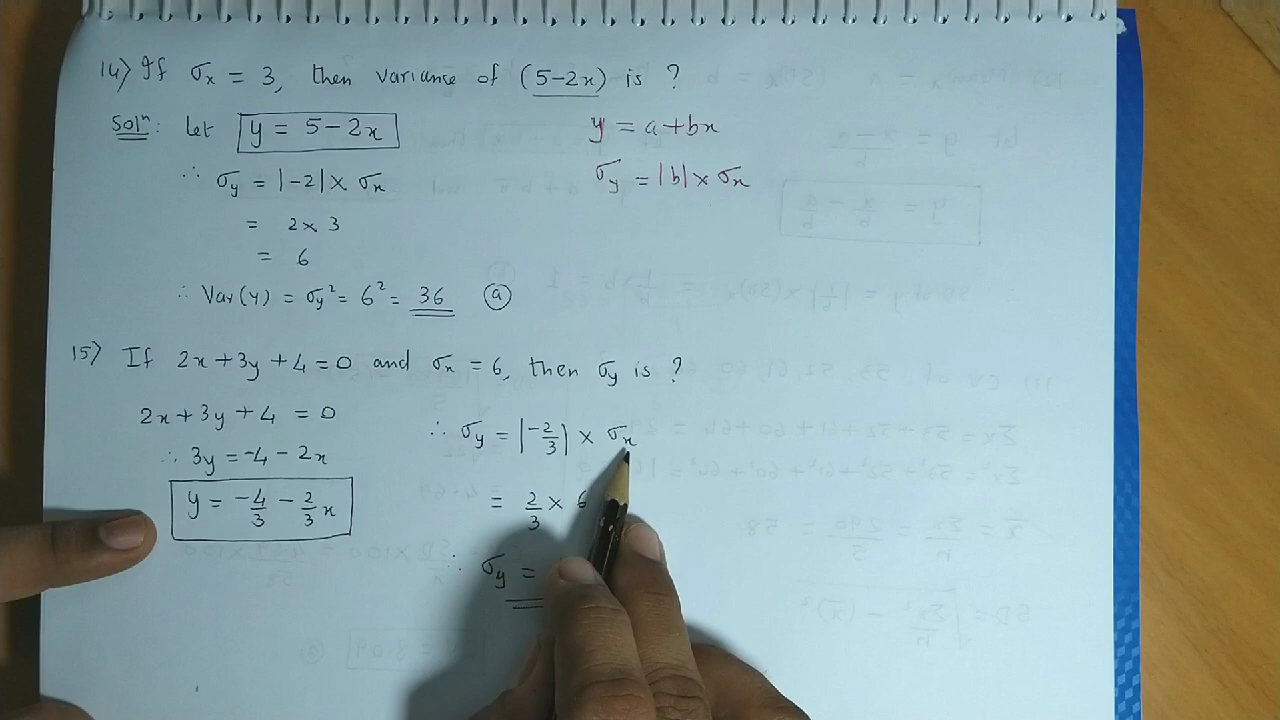 14) If σx = 3, then variance of (5-2x) is ?
Soln: Let y = 5-2x
y = a+bx
∴ σy = |-2| × σx
σy = |b| × σx
= 2 × 3
= 6
∴ Var(Y) = σy² = 6² = 36 (a)
15) If 2x+3y+4=0 and σx = 6, then σy is ?
2x+3y+4 = 0
∴ 3y = -4 - 2x
y = -4/3 - 2/3 x
∴ σy = |-2/3| × σx
= 2/3 × 6
∴ σy =